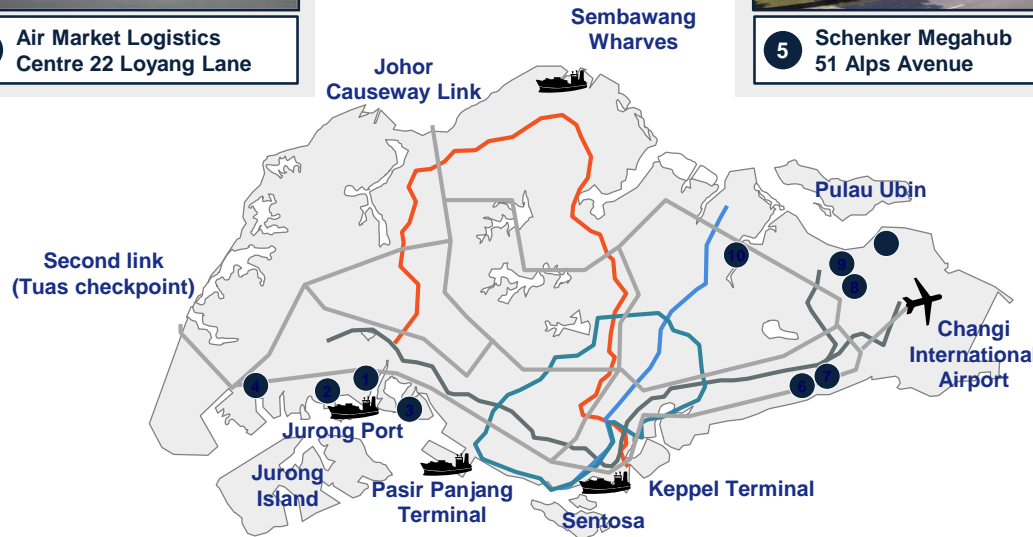 Air Market Logistics
Centre 22 Loyang Lane
Sembawang
Wharves
5
Schenker Megahub
51 Alps Avenue
Johor
Causeway Link
Pulau Ubin
Second link
(Tuas checkpoint)
10
9
8
Changi
International
Airport
4
2
1
3
6
7
Jurong Port
Jurong
Island
Pasir Panjang
Terminal
Keppel Terminal
Sentosa